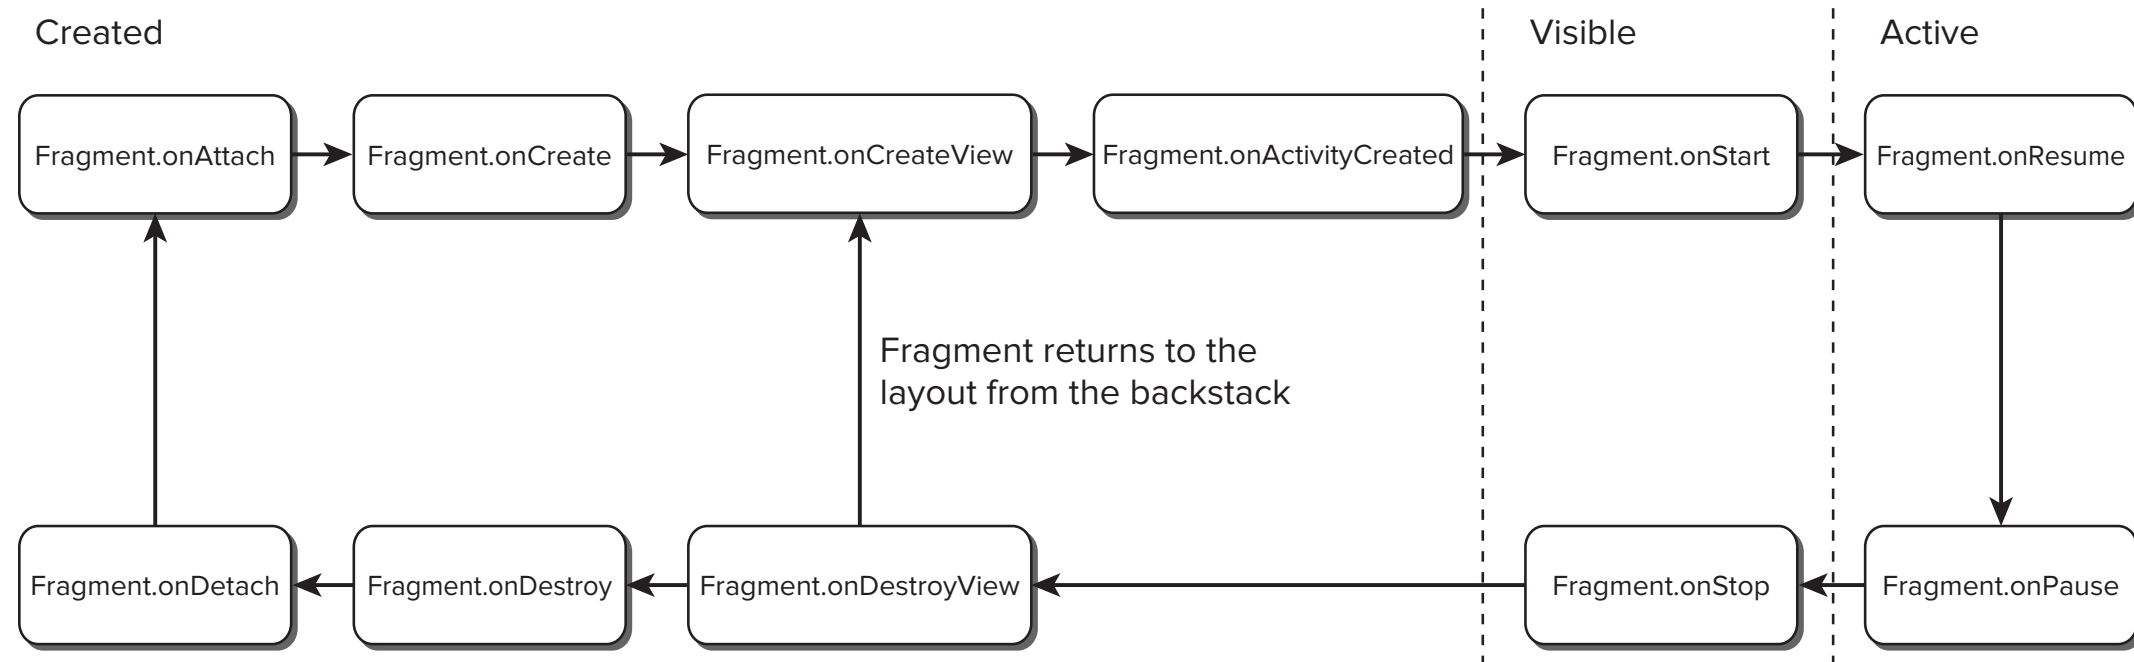 Created
Visible
Active
Fragment.onAttach
Fragment.onCreate
Fragment.onCreateView
Fragment.onActivityCreated
Fragment.onStart
Fragment.onResume
Fragment returns to the
layout from the backstack
Fragment.onDetach
Fragment.onDestroy
Fragment.onDestroyView
Fragment.onStop
Fragment.onPause